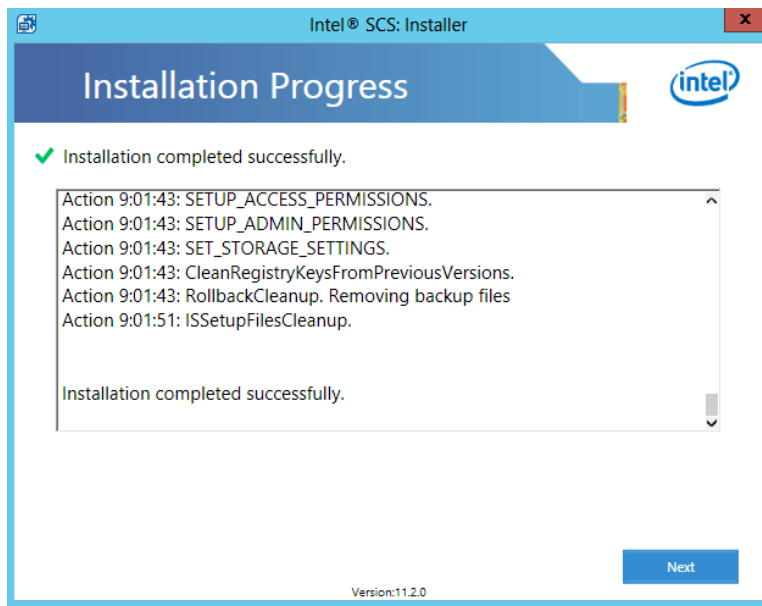 Intel® SCS: Installer
x
Installation Progress
intel
Installation completed successfully.
Action 9:01:43: SETUP_ACCESS_PERMISSIONS.
Action 9:01:43: SETUP_ADMIN_PERMISSIONS.
Action 9:01:43: SET_STORAGE_SETTINGS.
Action 9:01:43: CleanRegistryKeysFromPreviousVersions.
Action 9:01:43: RollbackCleanup. Removing backup files
Action 9:01:51: ISSetupFilesCleanup.
Installation completed successfully.
Next
Version:11.2.0